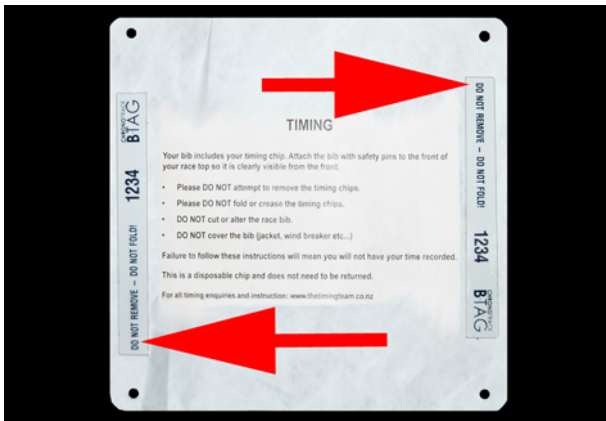 CHRONOTRACK
BTAG
1234
DO NOT REMOVE – DO NOT FOLD!
TIMING
Your bib includes your timing chip. Attach the bib with safety pins to the front of
your race top so it is clearly visible from the front.
• Please DO NOT attempt to remove the timing chips.
• Please DO NOT fold or crease the timing chips.
• DO NOT cut or alter the race bib.
• DO NOT cover the bib (jacket, wind breaker etc...)
Failure to follow these instructions will mean you will not have your time recorded.
This is a disposable chip and does not need to be returned.
For all timing enquiries and instruction: www.thetimingteam.co.nz
DO NOT REMOVE – DO NOT FOLD!
1234
CHRONOTRACK
BTAG